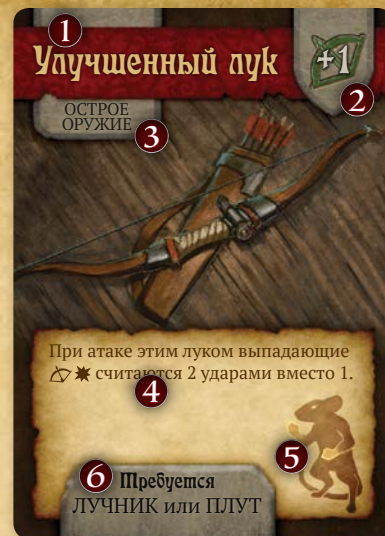 1
Улучшенный лук
+1
2
ОСТРОЕ
ОРУЖИЕ
3
При атаке этим луком выпадающие
считаются 2 ударами вместо 1.
4
5
6 Требуется
ЛУЧНИК или ПЛУТ